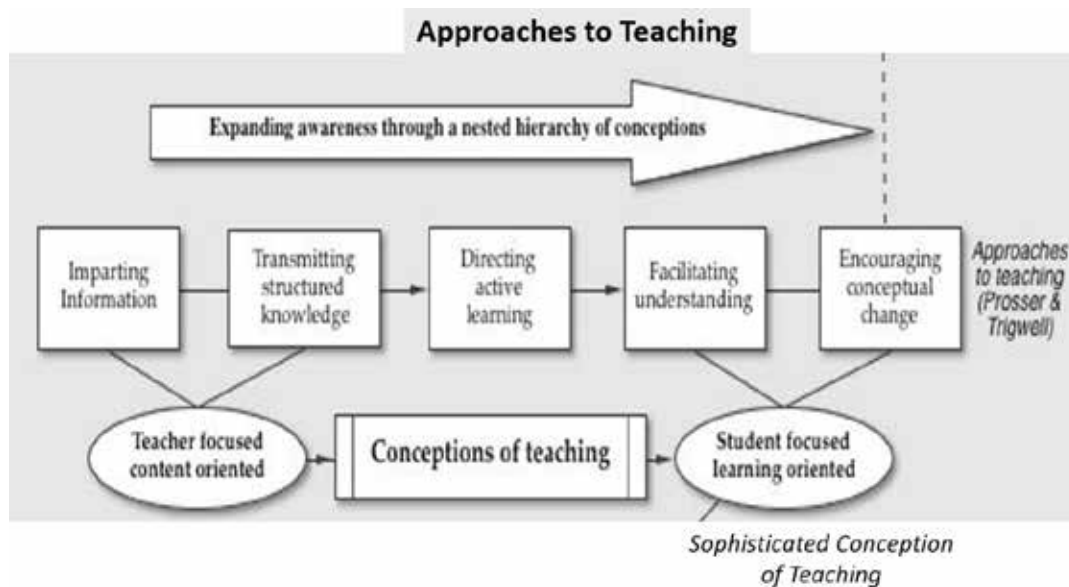 Approaches to Teaching
Expanding awareness through a nested hierarchy of conceptions
Imparting
Information
Transmitting
structured
knowledge
Directing
active
learning
Facilitating
understanding
Encouraging
conceptual
change
Approaches
to teaching
(Prosser &
Trigwell)
Teacher focused
content oriented
Conceptions of teaching
Student focused
learning oriented
Sophisticated Conception
of Teaching